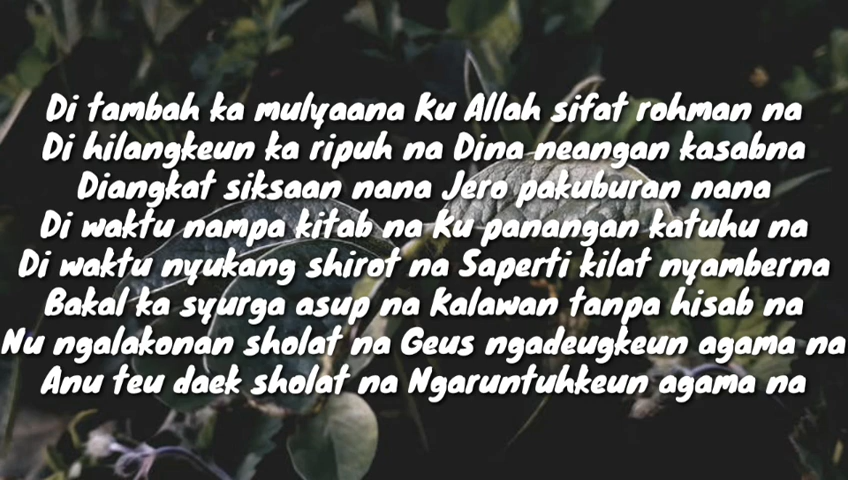 Di tambah ka mulyaana Ku Allah sifat rohman na
Di hilangkeun ka ripuh na Dina neangan kasabna
Diangkat siksaan nana Jero pakuburan nana
Di waktu nampa kitab na Ku panangan katuhu na
Di waktu nyukang shirot na Saperti kilat nyamberna
Bakal ka syurga asup na Kalawan tanpa hisab na
Nu ngalakonan sholat na Geus ngadeugkeun agama na
Anu teu daek sholat na Ngaruntuhkeun agama na